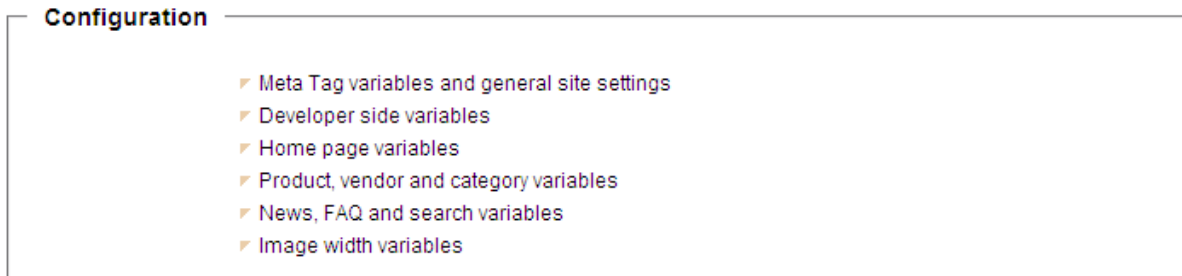 Configuration
Meta Tag variables and general site settings
Developer side variables
Home page variables
Product, vendor and category variables
News, FAQ and search variables
Image width variables